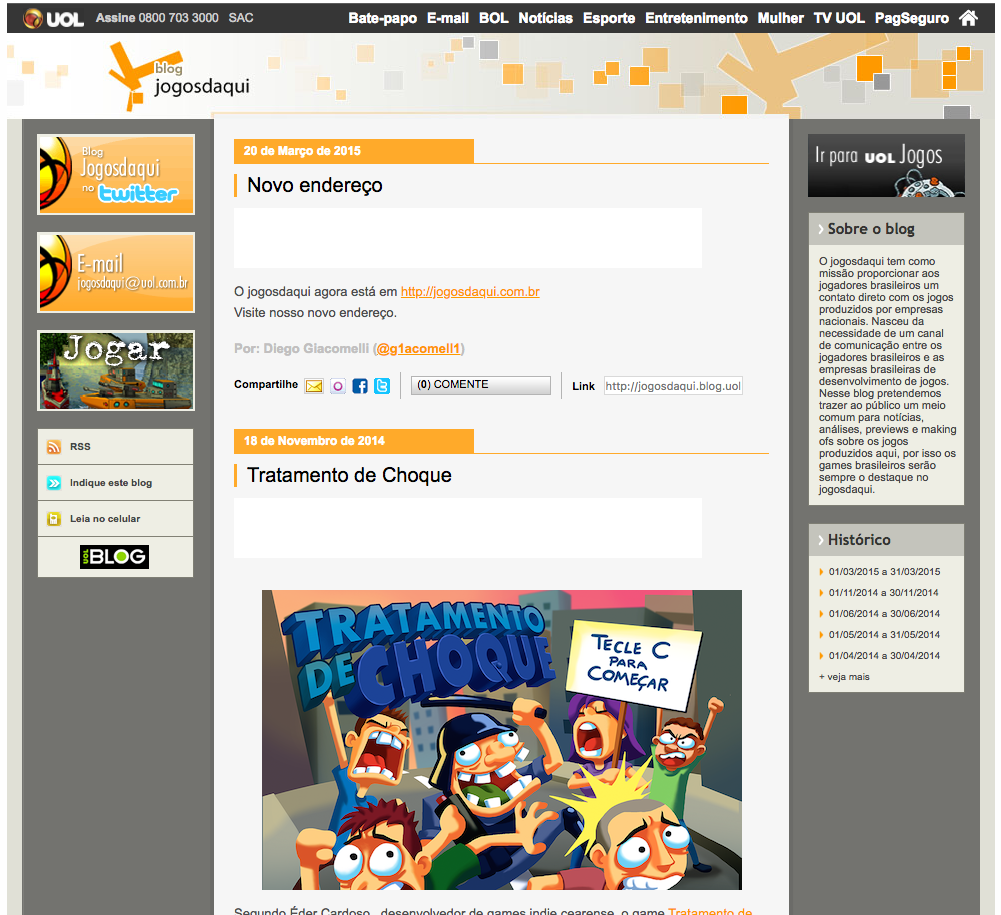 UOL Assine 0800 703 3000 SAC
Bate-papo E-mail BOL Notícias Esporte Entretenimento Mulher TV UOL PagSeguro
blog
jogosdaqui
Blog
Jogosdaqui
no twitter
E-mail
jogosdaqui@uol.com.br
Jogar
RSS
Indique este blog
Leia no celular
UOL BLOG
20 de Março de 2015
Novo endereço
O jogosdaqui agora está em http://jogosdaqui.com.br
Visite nosso novo endereço.
Por: Diego Giacomelli (@g1acomell1)
Compartilhe
(0) COMENTE
Link http://jogosdaqui.blog.uol
18 de Novembro de 2014
Tratamento de Choque
TRATAMENTO
DE CHOQUE
TECLE C
PARA
COMEÇAR
Segundo Éder Cardoso, desenvolvedor de games indie cearense, o game Tratamento de
Ir para UOL Jogos
Sobre o blog
O jogosdaqui tem como
missão proporcionar aos
jogadores brasileiros um
contato direto com os jogos
produzidos por empresas
nacionais. Nasceu da
necessidade de um canal
de comunicação entre os
jogadores brasileiros e as
empresas brasileiras de
desenvolvimento de jogos.
Nesse blog pretendemos
trazer ao público um meio
comum para notícias,
análises, previews e making
ofs sobre os jogos
produzidos aqui, por isso os
games brasileiros serão
sempre o destaque no
jogosdaqui.
Histórico
01/03/2015 a 31/03/2015
01/11/2014 a 30/11/2014
01/06/2014 a 30/06/2014
01/05/2014 a 31/05/2014
01/04/2014 a 30/04/2014
+ veja mais